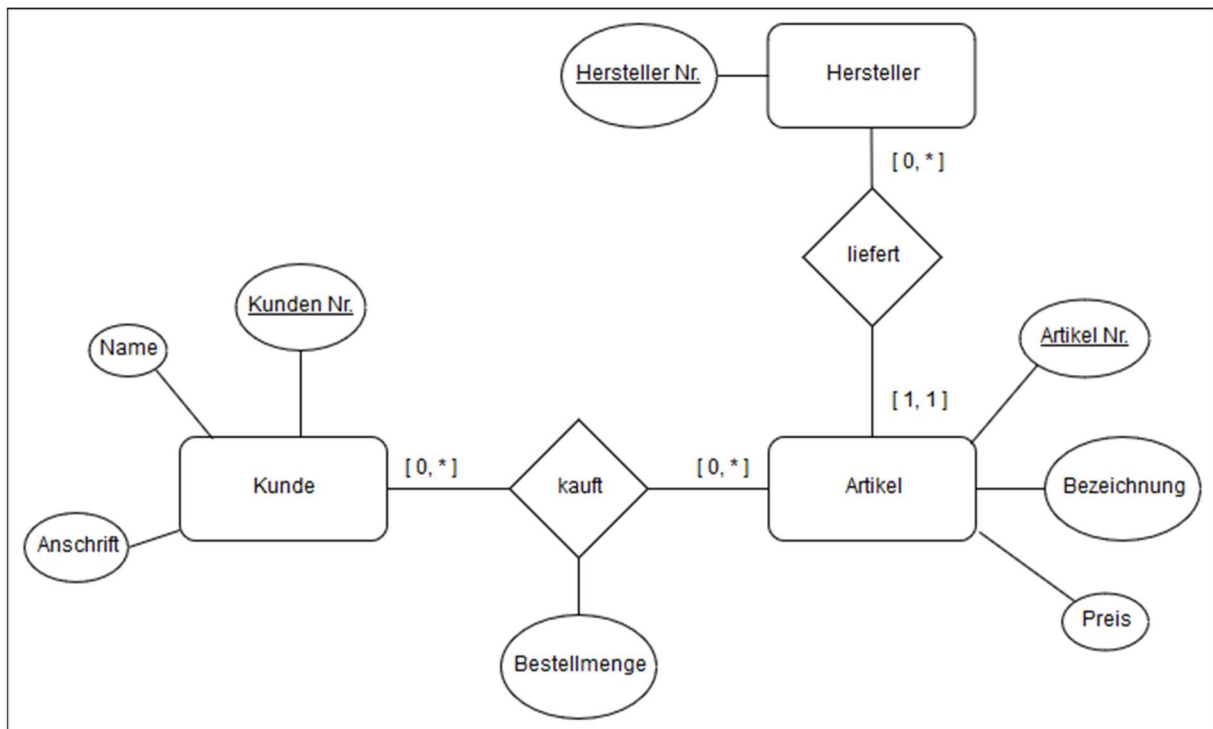 Hersteller Nr.
Hersteller
[ 0, * ]
liefert
Kunden Nr.
Artikel Nr.
Name
[ 1, 1 ]
[ 0, * ]
[ 0, * ]
Kunde
kauft
Artikel
Bezeichnung
Anschrift
Preis
Bestellmenge